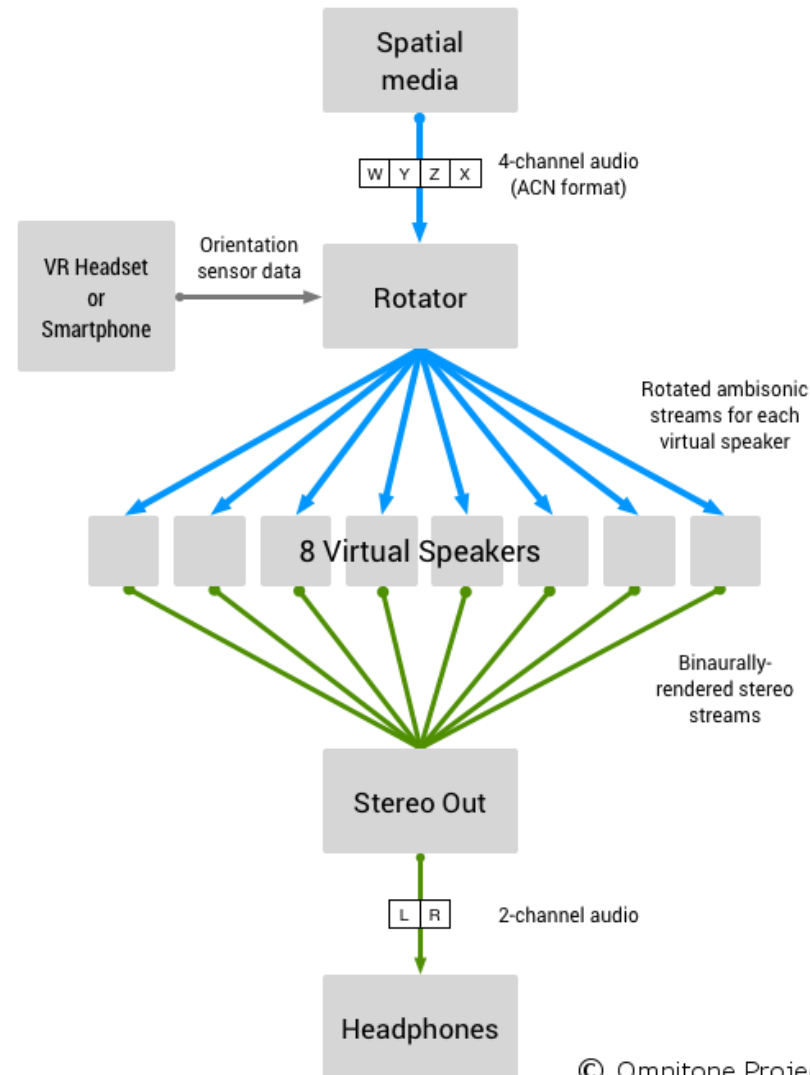 Spatial
media
W Y Z X
4-channel audio
(ACN format)
VR Headset
or
Smartphone
Orientation
sensor data
Rotator
Rotated ambisonic
streams for each
virtual speaker
8 Virtual Speakers
Binaurally-
rendered stereo
streams
Stereo Out
L R
2-channel audio
Headphones
© Omnitone